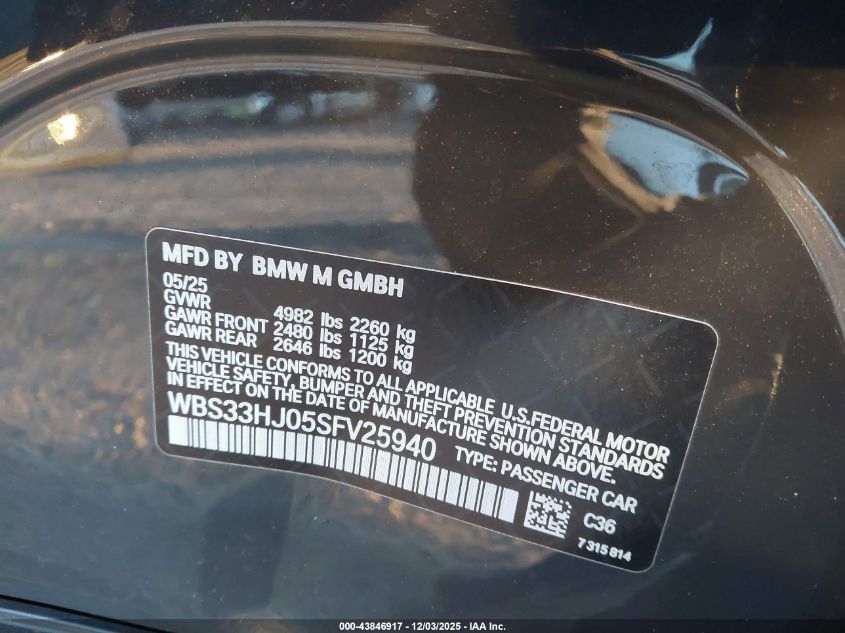 MFD BY BMW M GMBH
05/25
GVWR 4982 lbs 2260 kg
GAWR FRONT 2480 lbs 1125 kg
GAWR REAR 2646 lbs 1200 kg
THIS VEHICLE CONFORMS TO ALL APPLICABLE U.S.FEDERAL MOTOR
VEHICLE SAFETY, BUMPER AND THEFT PREVENTION STANDARDS
IN EFFECT ON THE DATE OF MANUFACTURE SHOWN ABOVE.
WBS33HJ05SFV25940 TYPE: PASSENGER CAR
C36
7315814
000-43846917 - 12/03/2025 - IAA Inc.